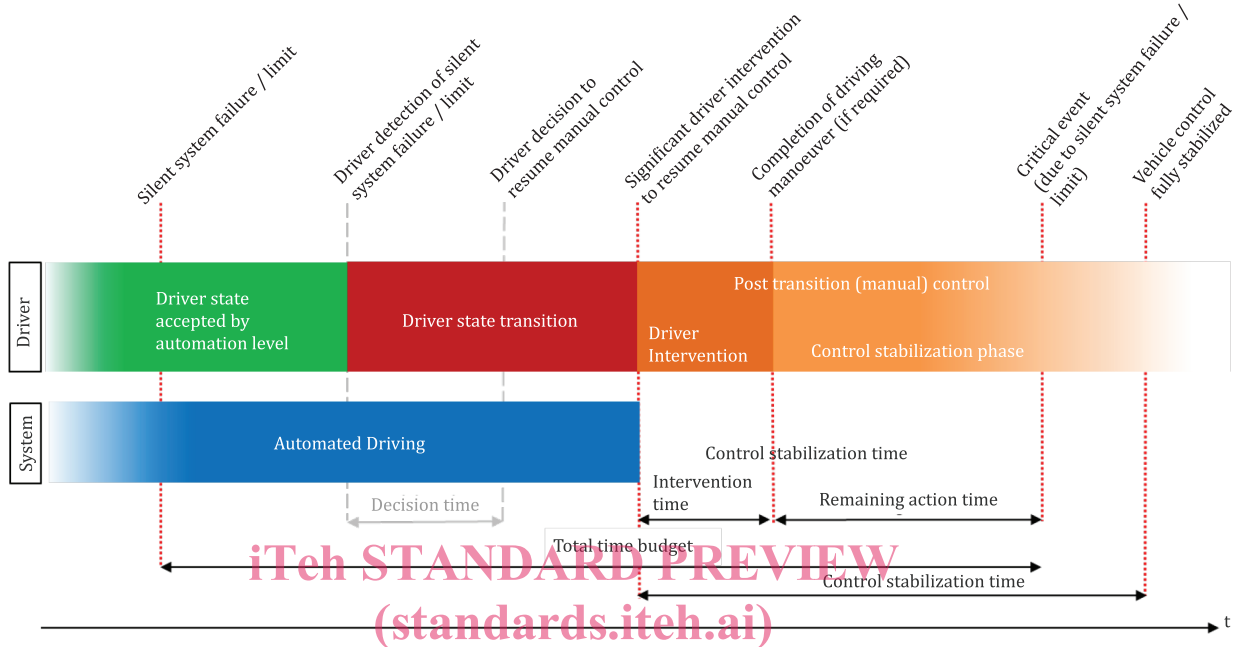 Silent system failure / limit
Driver detection of silent
system failure / limit
Driver decision to
resume manual control
Significant driver intervention
to resume manual control
Completion of driving
manoeuver (if required)
Critical event
(due to silent system failure /
limit)
Vehicle control
fully stabilized
Driver
Driver state
accepted by
automation level
Driver state transition
Post transition (manual) control
Driver
Intervention
Control stabilization phase
System
Automated Driving
Control stabilization time
Decision time
Intervention
time
Remaining action time
Total time budget
iTeh STANDARD PREVIEW
Control stabilization time
(standards.iteh.ai)
t